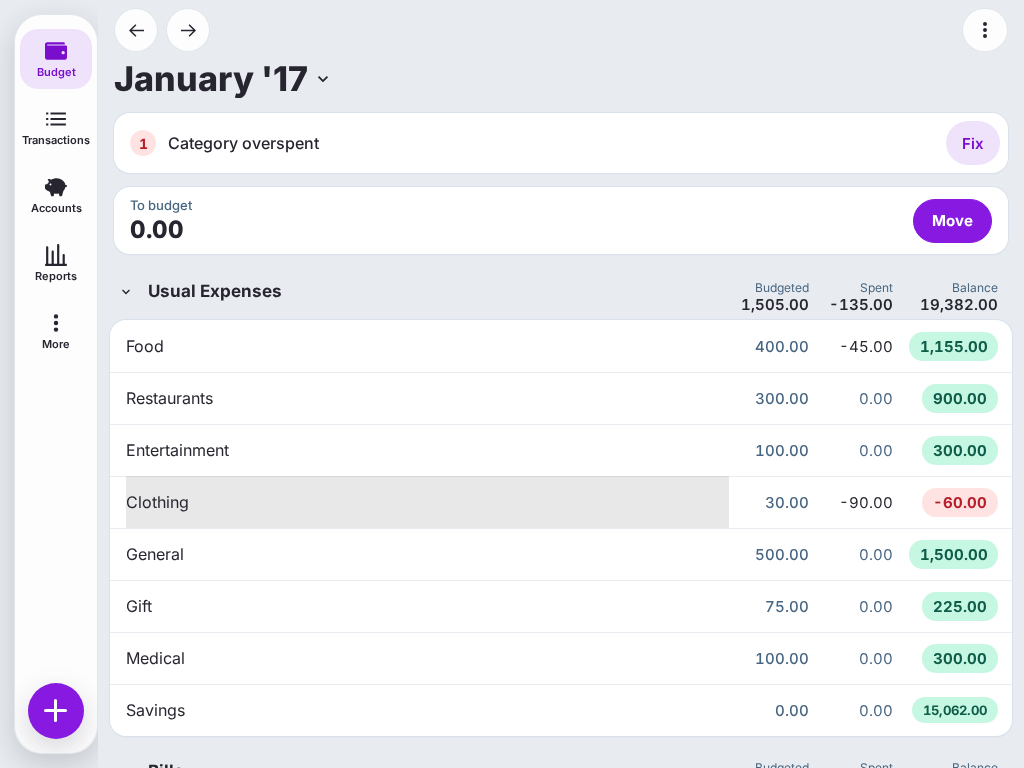 Budget
Transactions
Accounts
Reports
More
January '17
1 Category overspent Fix
To budget
0.00
Move
Usual Expenses
Budgeted Spent Balance
1,505.00 -135.00 19,382.00
Food 400.00 -45.00 1,155.00
Restaurants 300.00 0.00 900.00
Entertainment 100.00 0.00 300.00
Clothing 30.00 -90.00 -60.00
General 500.00 0.00 1,500.00
Gift 75.00 0.00 225.00
Medical 100.00 0.00 300.00
Savings 0.00 0.00 15,062.00
Bills Budgeted Spent Balance